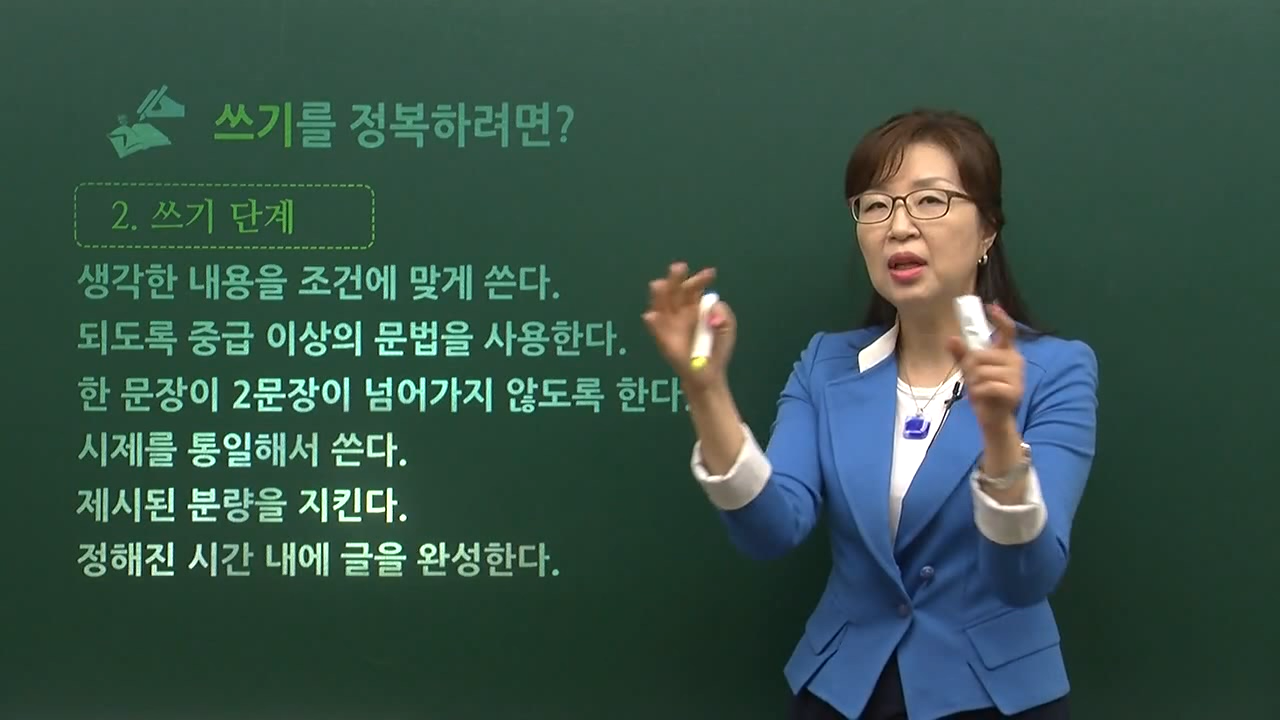 쓰기를 정복하려면?
2. 쓰기 단계
생각한 내용을 조건에 맞게 쓴다.
되도록 중급 이상의 문법을 사용한다.
한 문장이 2문장이 넘어가지 않도록 한다.
시제를 통일해서 쓴다.
제시된 분량을 지킨다.
정해진 시간 내에 글을 완성한다.